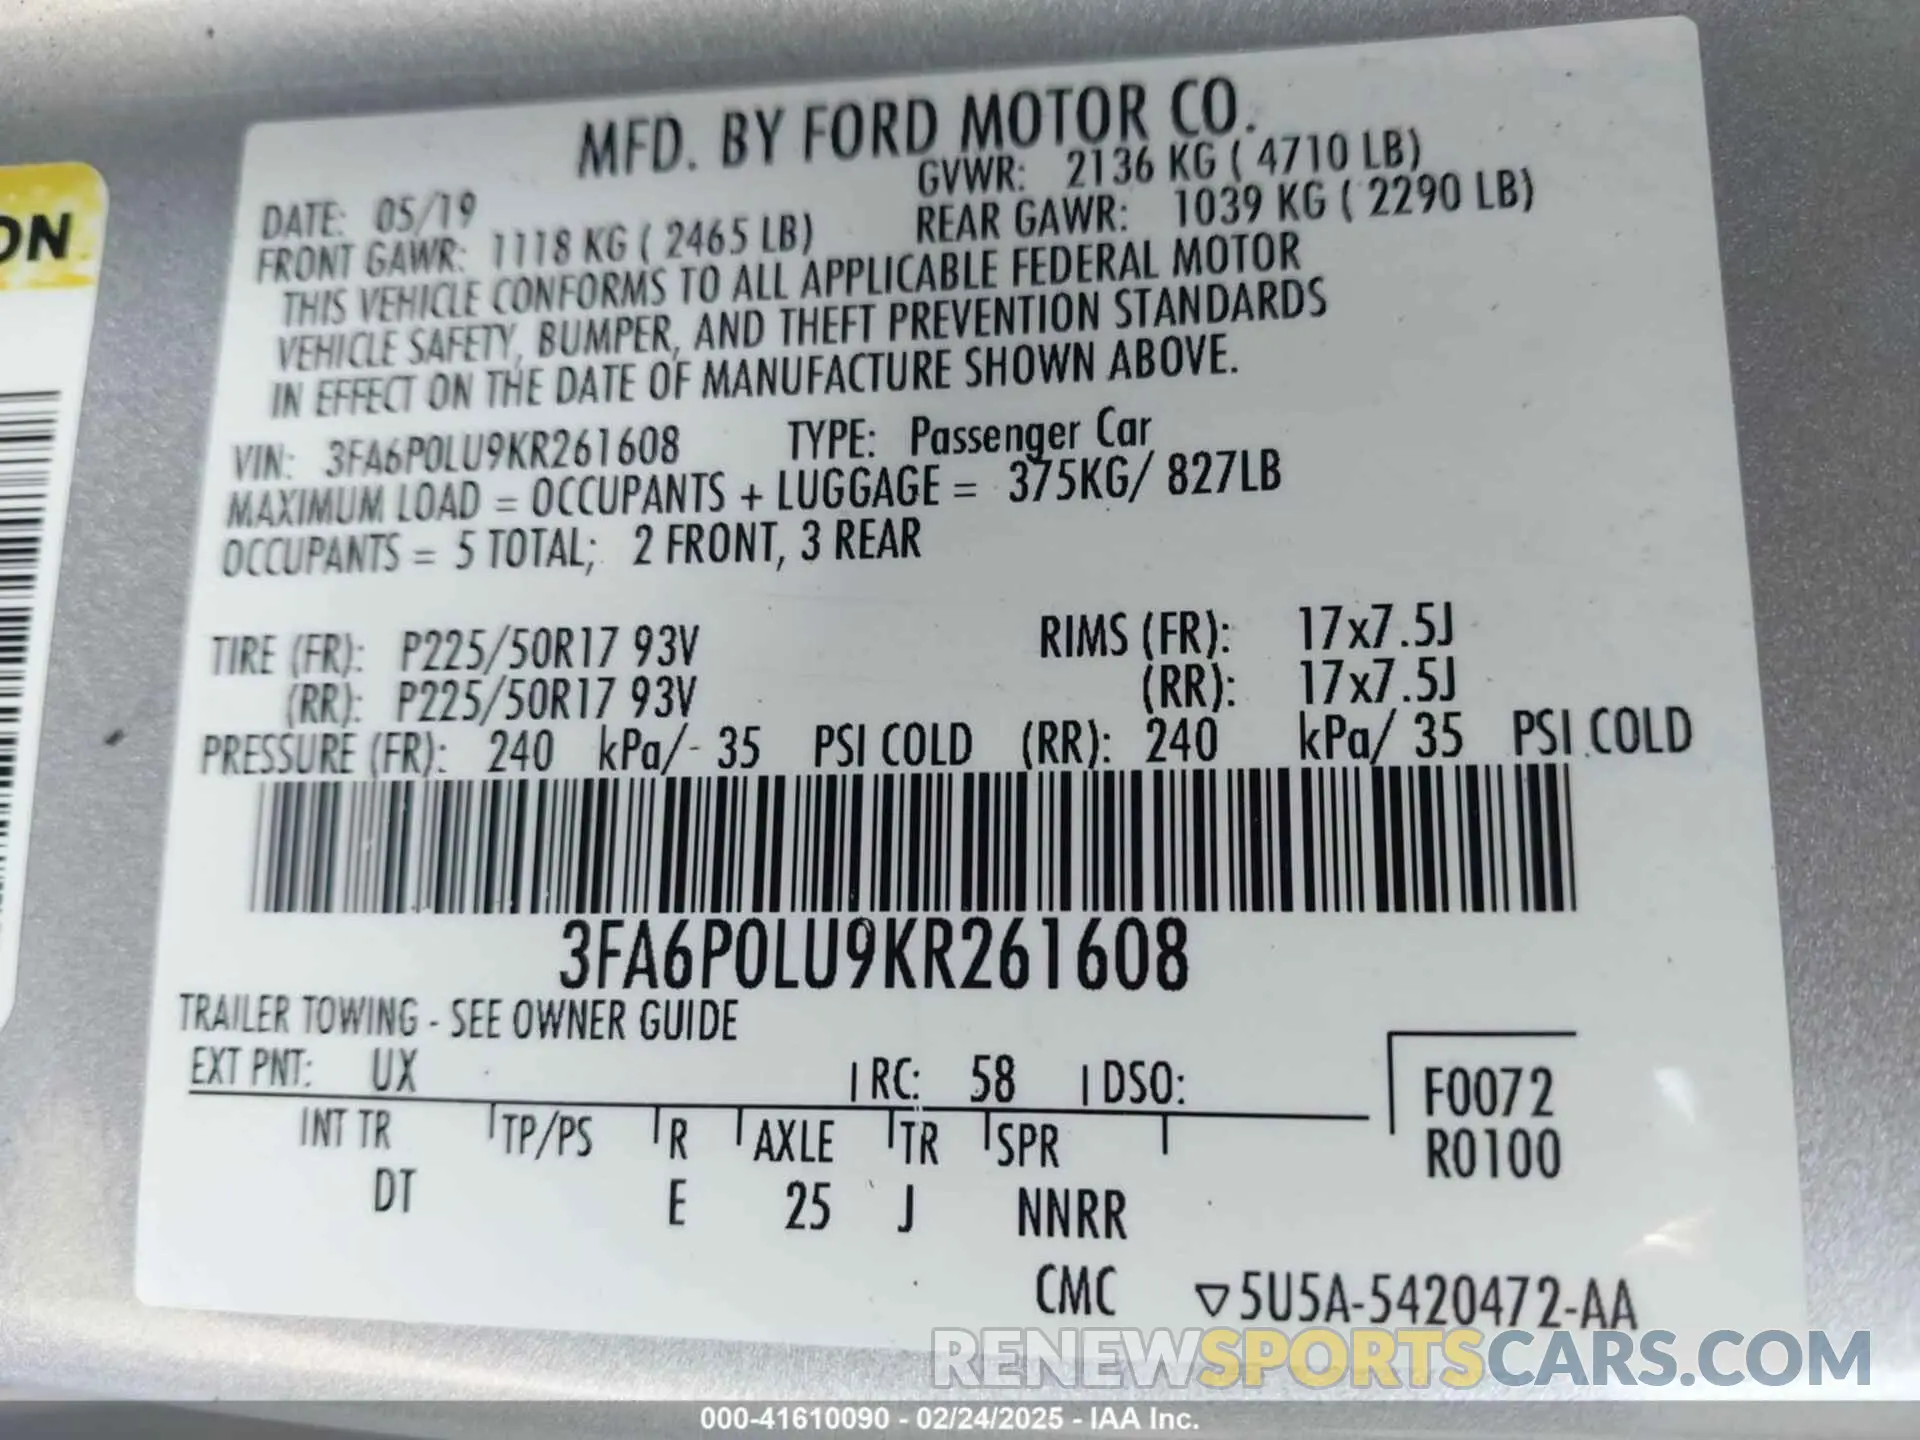 ON
MFD. BY FORD MOTOR CO.
DATE: 05/19 GVWR: 2136 KG ( 4710 LB)
FRONT GAWR: 1118 KG ( 2465 LB) REAR GAWR: 1039 KG ( 2290 LB)
THIS VEHICLE CONFORMS TO ALL APPLICABLE FEDERAL MOTOR
VEHICLE SAFETY, BUMPER, AND THEFT PREVENTION STANDARDS
IN EFFECT ON THE DATE OF MANUFACTURE SHOWN ABOVE.
VIN: 3FA6P0LU9KR261608 TYPE: Passenger Car
MAXIMUM LOAD = OCCUPANTS + LUGGAGE = 375KG/ 827LB
OCCUPANTS = 5 TOTAL; 2 FRONT, 3 REAR
TIRE (FR): P225/50R17 93V RIMS (FR): 17x7.5J
(RR): P225/50R17 93V (RR): 17x7.5J
PRESSURE (FR): 240 kPa/ 35 PSI COLD (RR): 240 kPa/ 35 PSI COLD
3FA6P0LU9KR261608
TRAILER TOWING - SEE OWNER GUIDE
EXT PNT: UX RC: 58 DSO:
INT TR TP/PS R AXLE TR SPR
DT E 25 J NNRR
F0072
R0100
CMC ▽5U5A-5420472-AA
RENEWSPORTSCARS.COM
000-41610090 - 02/24/2025 - IAA Inc.